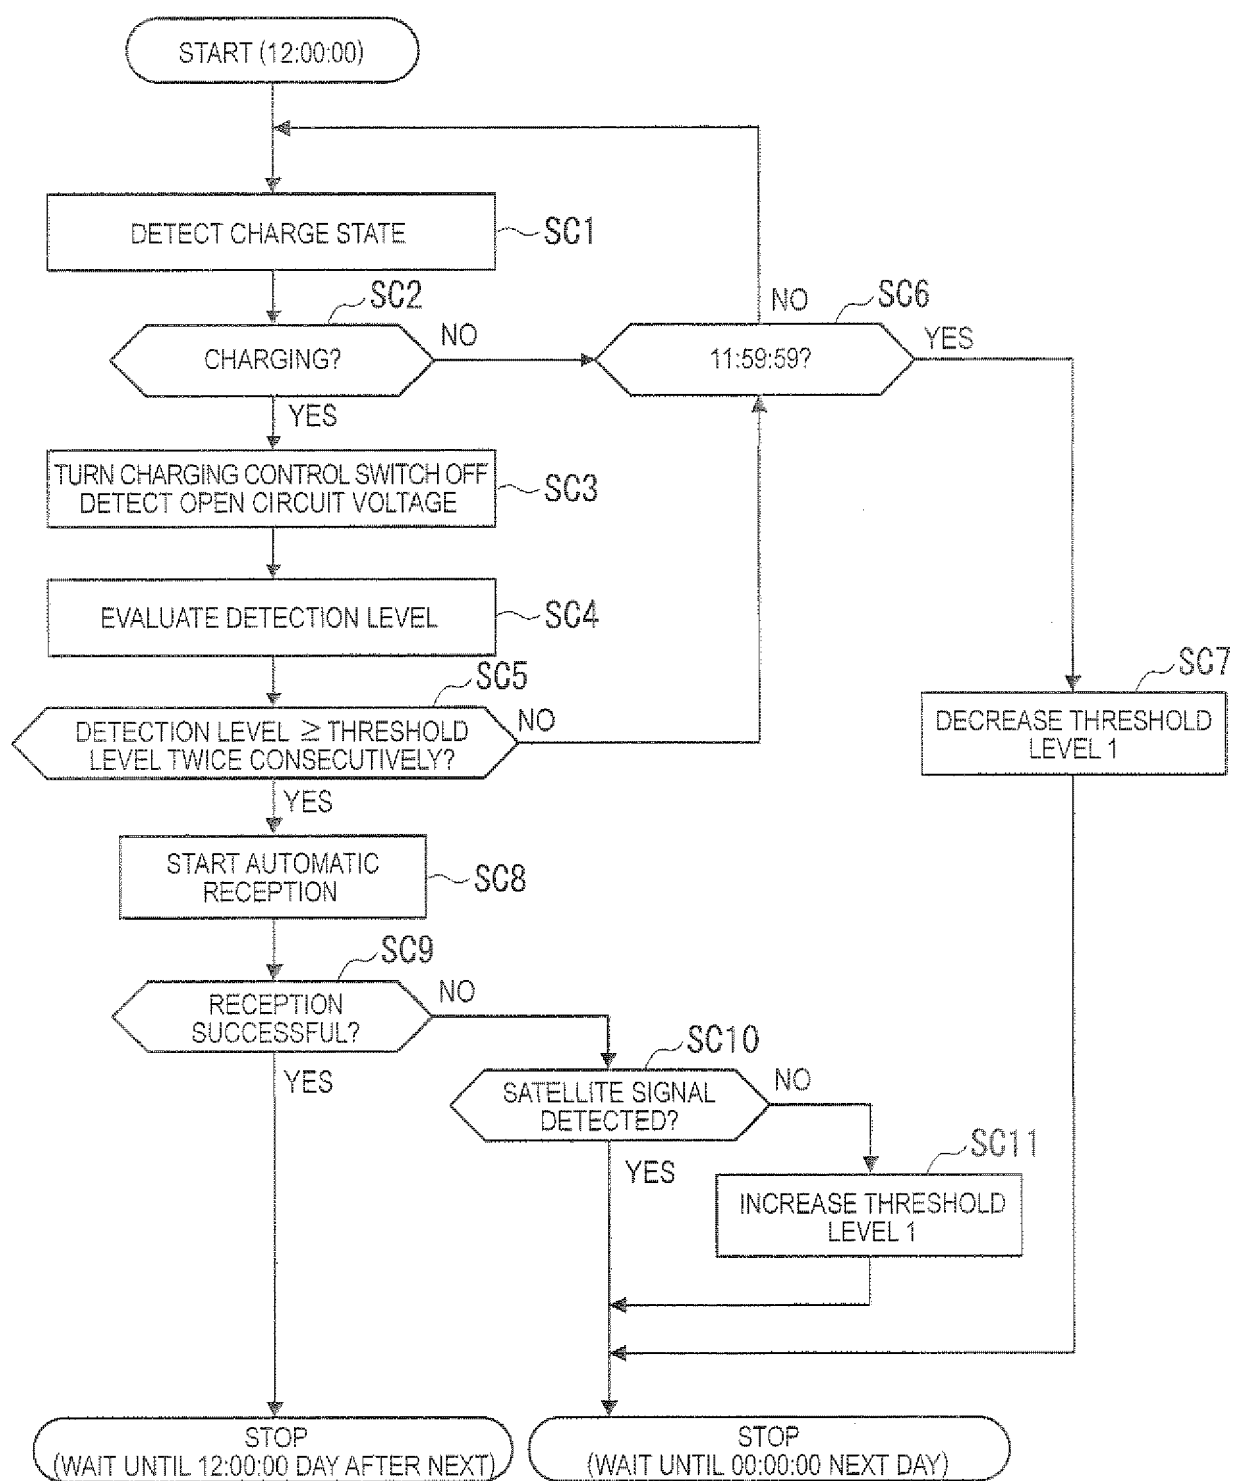 START (12:00:00)
DETECT CHARGE STATE
SC1
SC2
CHARGING?
NO
YES
NO
SC6
11:59:59?
YES
TURN CHARGING CONTROL SWITCH OFF
DETECT OPEN CIRCUIT VOLTAGE
SC3
EVALUATE DETECTION LEVEL
SC4
SC5
DETECTION LEVEL ≥ THRESHOLD
LEVEL TWICE CONSECUTIVELY?
NO
YES
SC7
DECREASE THRESHOLD
LEVEL 1
START AUTOMATIC
RECEPTION
SC8
SC9
RECEPTION
SUCCESSFUL?
NO
YES
SC10
SATELLITE SIGNAL
DETECTED?
NO
YES
SC11
INCREASE THRESHOLD
LEVEL 1
STOP
(WAIT UNTIL 12:00:00 DAY AFTER NEXT)
STOP
(WAIT UNTIL 00:00:00 NEXT DAY)